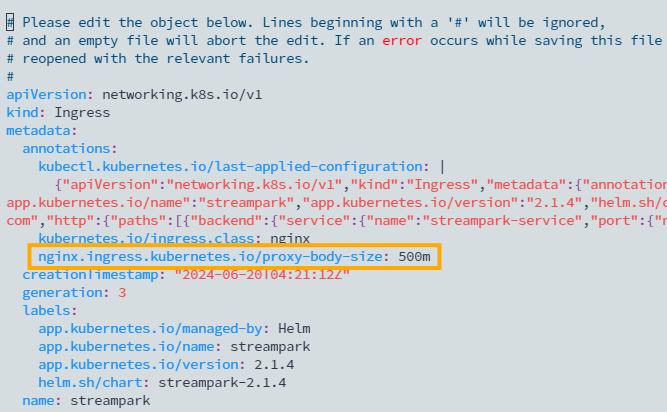 # Please edit the object below. Lines beginning with a '#' will be ignored,
# and an empty file will abort the edit. If an error occurs while saving this file
# reopened with the relevant failures.
#
apiVersion: networking.k8s.io/v1
kind: Ingress
metadata:
  annotations:
    kubectl.kubernetes.io/last-applied-configuration: |
      {"apiVersion":"networking.k8s.io/v1","kind":"Ingress","metadata":{"annotation
app.kubernetes.io/name":"streampark","app.kubernetes.io/version":"2.1.4","helm.sh/c
com","http":{"paths":[{"backend":{"service":{"name":"streampark-service","port":{"n
    kubernetes.io/ingress.class: nginx
    nginx.ingress.kubernetes.io/proxy-body-size: 500m
  creationTimestamp: "2024-06-20T04:21:12Z"
  generation: 3
  labels:
    app.kubernetes.io/managed-by: Helm
    app.kubernetes.io/name: streampark
    app.kubernetes.io/version: 2.1.4
    helm.sh/chart: streampark-2.1.4
  name: streampark